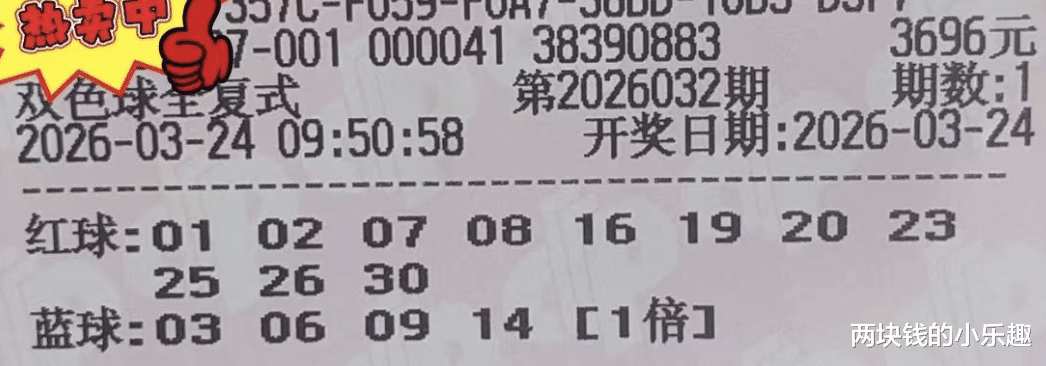 热卖中
7-001 000041 38390883 3696元
双色球全复式 第2026032期 期数:1
2026-03-24 09:50:58 开奖日期:2026-03-24
红球:01 02 07 08 16 19 20 23
25 26 30
蓝球:03 06 09 14 [1倍]
两块钱的小乐趣